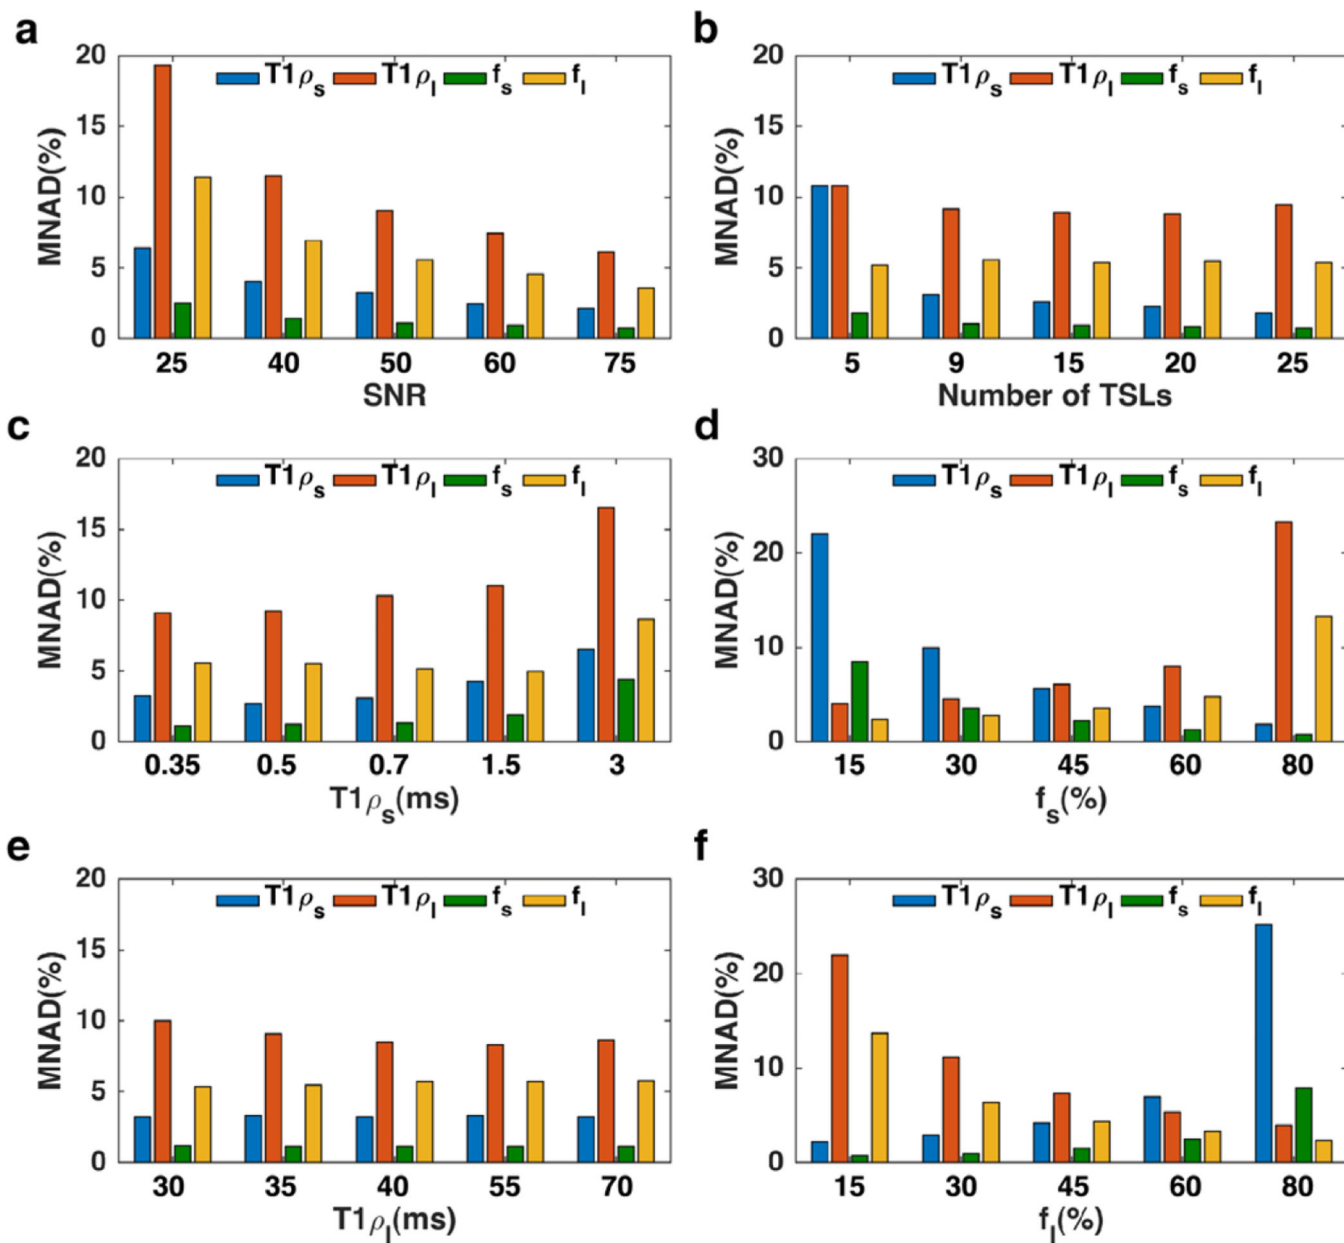 a
20
15
10
5
0
MNAD(%)
T1ρs T1ρl fs fl
25 40 50 60 75
SNR
b
20
15
10
5
0
MNAD(%)
T1ρs T1ρl fs fl
5 9 15 20 25
Number of TSLs
c
20
15
10
5
0
MNAD(%)
T1ρs T1ρl fs fl
0.35 0.5 0.7 1.5 3
T1ρs(ms)
d
30
20
10
0
MNAD(%)
T1ρs T1ρl fs fl
15 30 45 60 80
fs(%)
e
20
15
10
5
0
MNAD(%)
T1ρs T1ρl fs fl
30 35 40 55 70
T1ρl(ms)
f
30
20
10
0
MNAD(%)
T1ρs T1ρl fs fl
15 30 45 60 80
fl(%)